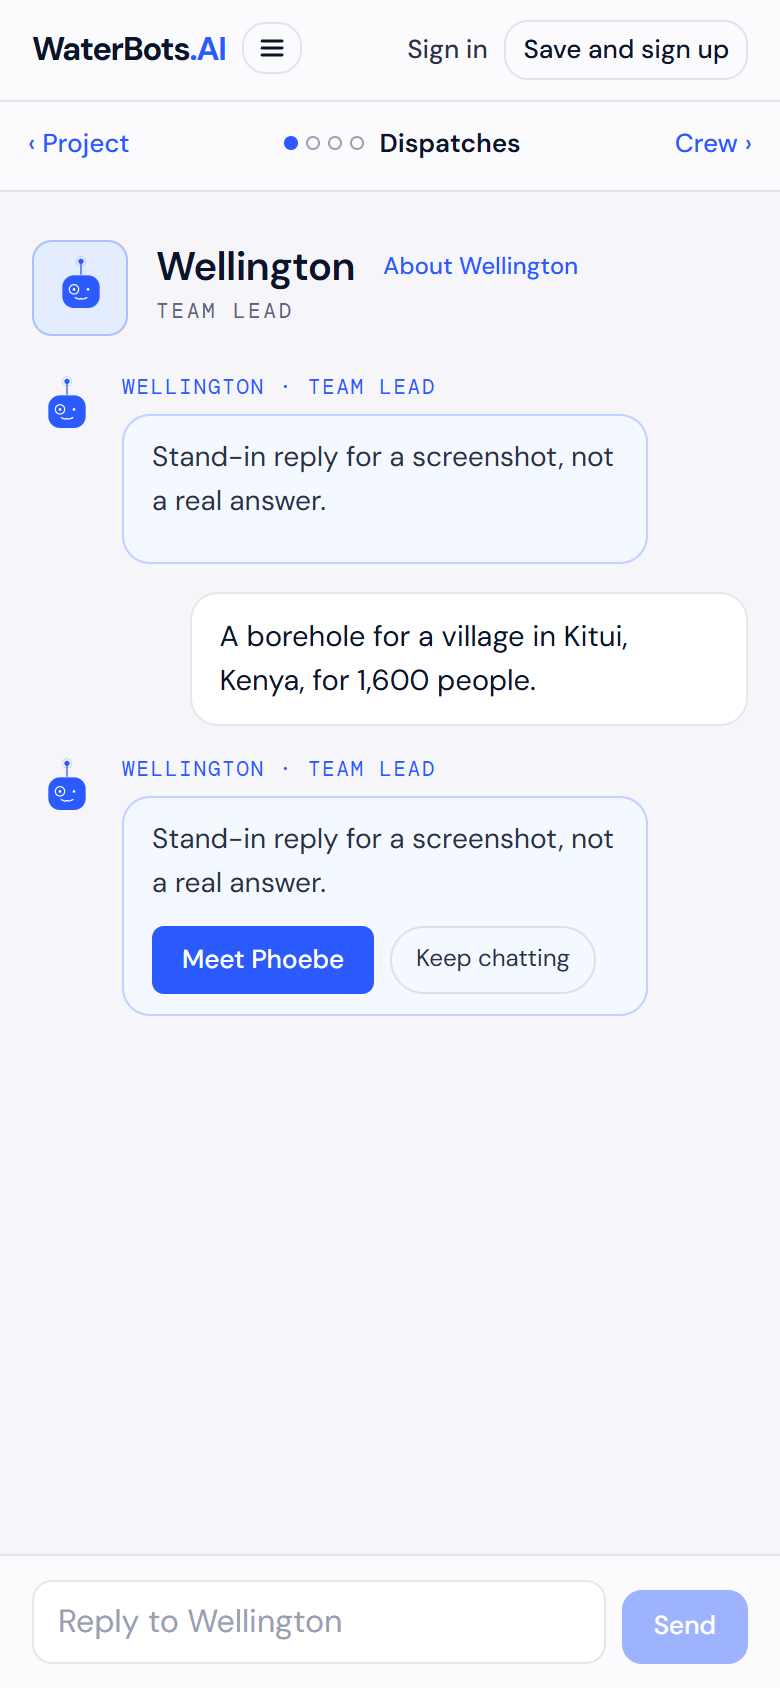 WaterBots.AI
Sign in
Save and sign up
‹ Project
Dispatches
Crew ›
Wellington
About Wellington
TEAM LEAD
WELLINGTON · TEAM LEAD
Stand-in reply for a screenshot, not
a real answer.
A borehole for a village in Kitui,
Kenya, for 1,600 people.
WELLINGTON · TEAM LEAD
Stand-in reply for a screenshot, not
a real answer.
Meet Phoebe
Keep chatting
Reply to Wellington
Send